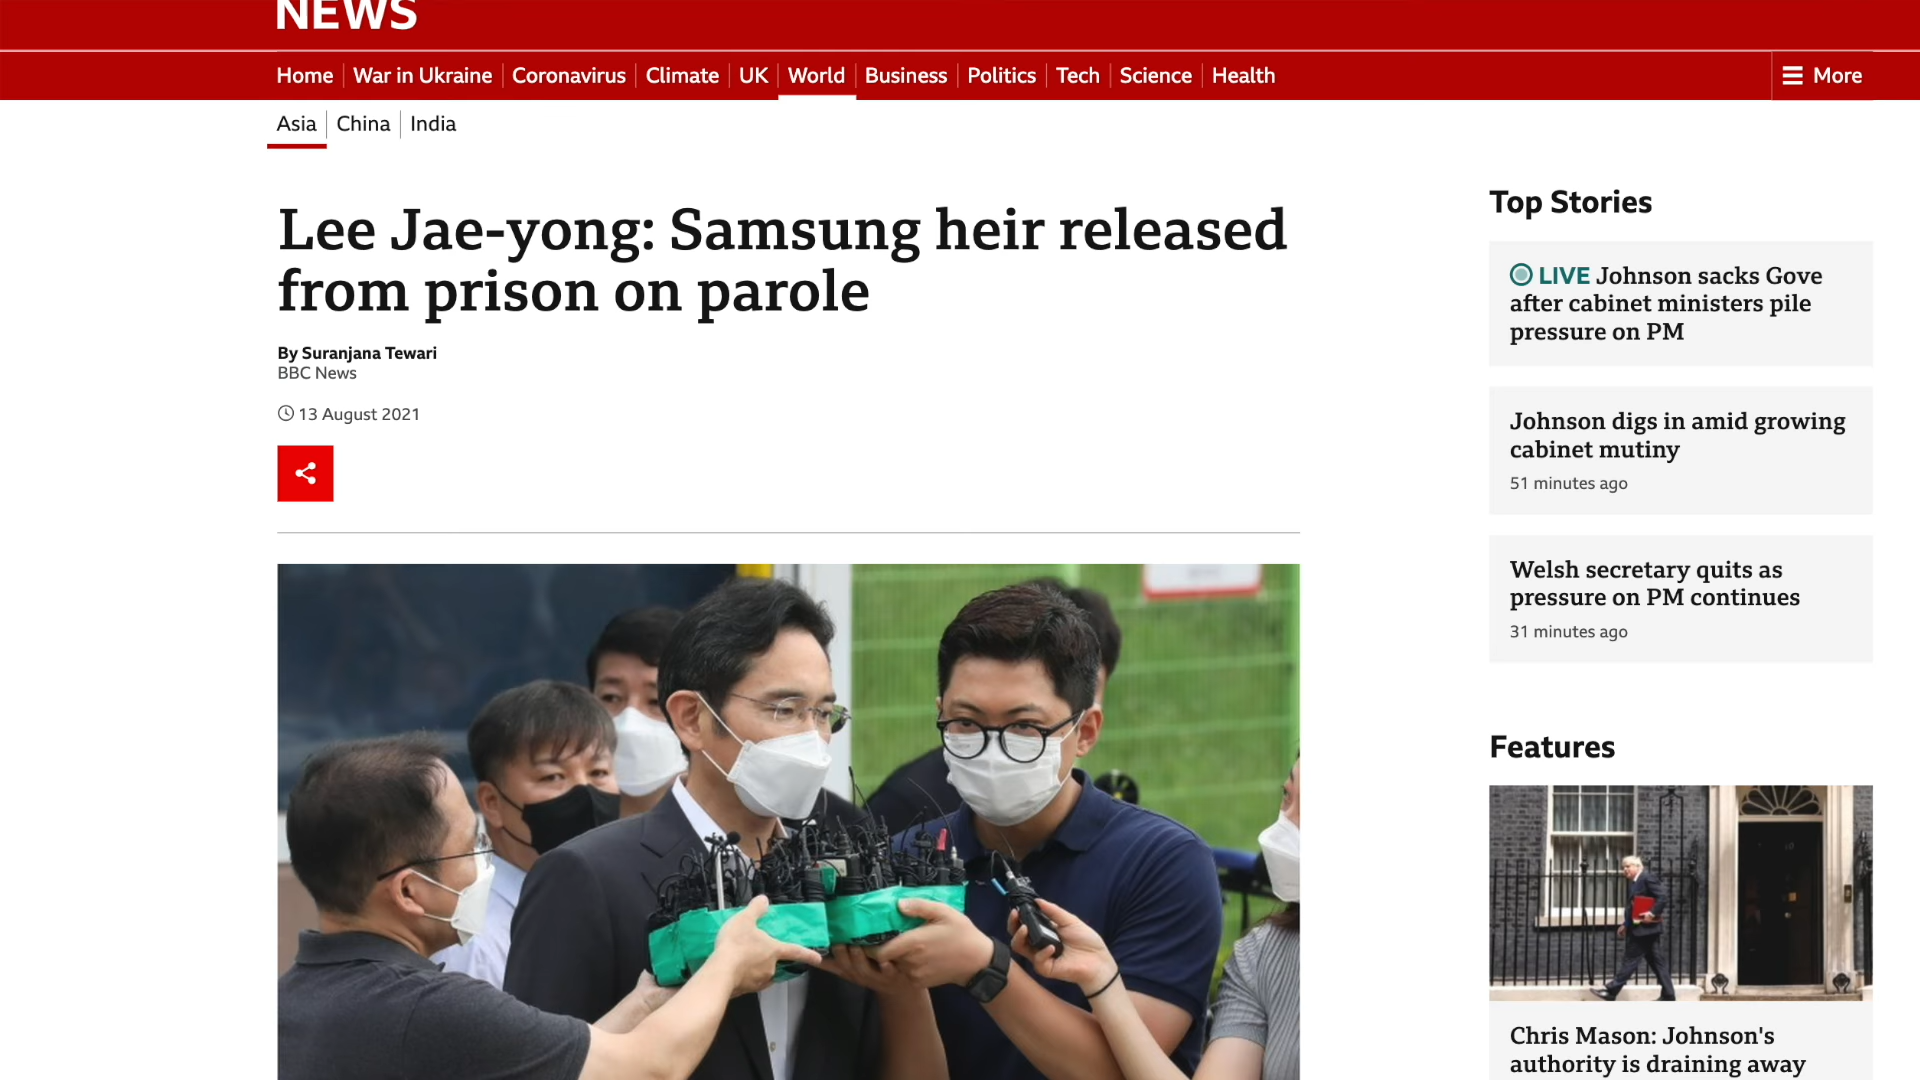 NEWS
Home
War in Ukraine
Coronavirus
Climate
UK
World
Business
Politics
Tech
Science
Health
More
Asia
China
India
Lee Jae-yong: Samsung heir released
from prison on parole
By Suranjana Tewari
BBC News
13 August 2021
Top Stories
LIVE Johnson sacks Gove
after cabinet ministers pile
pressure on PM
Johnson digs in amid growing
cabinet mutiny
51 minutes ago
Welsh secretary quits as
pressure on PM continues
31 minutes ago
Features
Chris Mason: Johnson's
authority is draining away